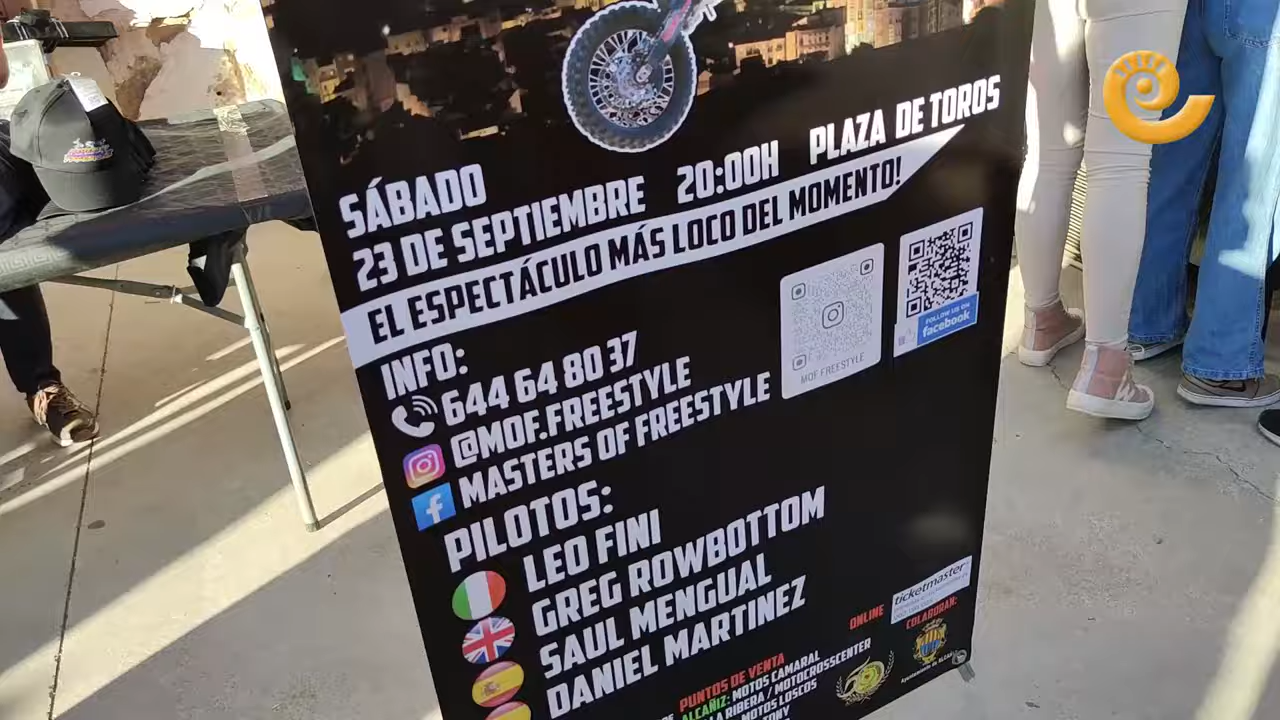 PLAZA DE TOROS
SÁBADO
23 DE SEPTIEMBRE 20:00H
EL ESPECTÁCULO MÁS LOCO DEL MOMENTO!
INFO:
644 64 80 37
@MOF.FREESTYLE
MASTERS OF FREESTYLE
MOF FREESTYLE
FOLLOW US ON
facebook
PILOTOS:
LEO FINI
GREG ROWBOTTOM
SAUL MENGUAL
DANIEL MARTINEZ
ONLINE
ticketmaster
COLABORAN:
PUNTOS DE VENTA
ALCAÑIZ: MOTOS CAMARAL
LA RIBERA / MOTOCROSSCENTER
MOTOS LOSCOS